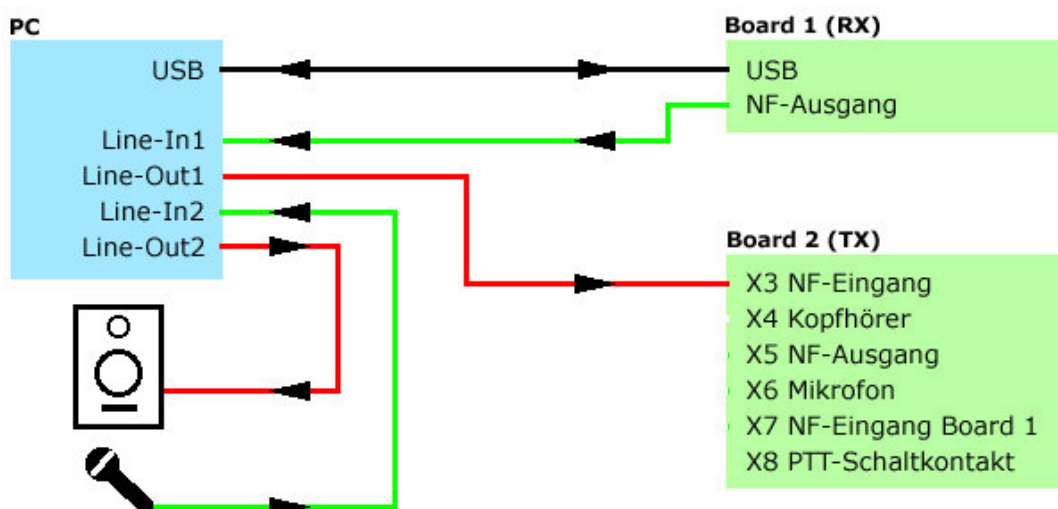 PC
USB
Line-In1
Line-Out1
Line-In2
Line-Out2
Board 1 (RX)
USB
NF-Ausgang
Board 2 (TX)
X3 NF-Eingang
X4 Kopfhörer
X5 NF-Ausgang
X6 Mikrofon
X7 NF-Eingang Board 1
X8 PTT-Schaltkontakt